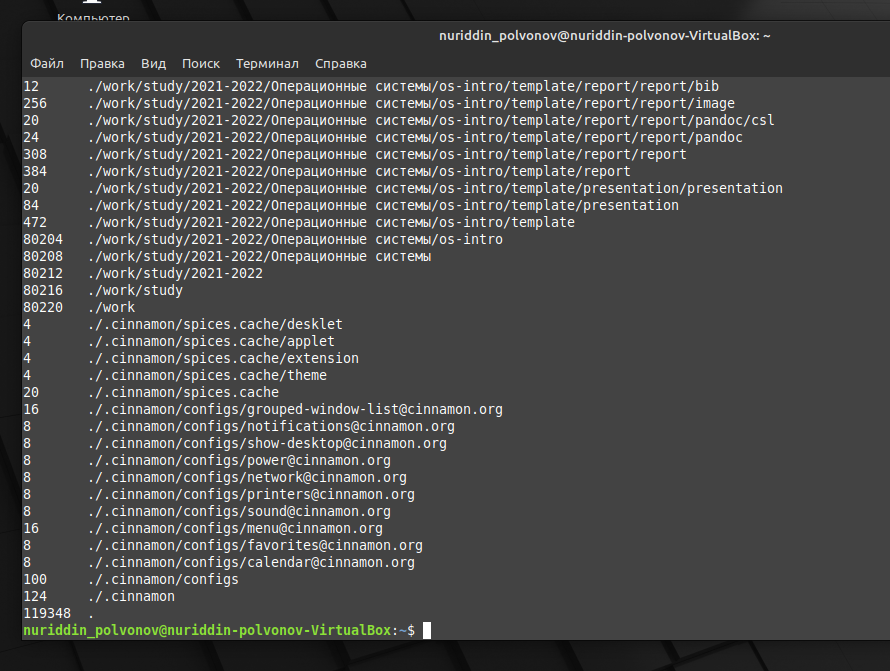 Компьютер
nuriddin_polvonov@nuriddin-polvonov-VirtualBox: ~
Файл Правка Вид Поиск Терминал Справка
12 ./work/study/2021-2022/Операционные системы/os-intro/template/report/report/bib
256 ./work/study/2021-2022/Операционные системы/os-intro/template/report/report/image
20 ./work/study/2021-2022/Операционные системы/os-intro/template/report/report/pandoc/csl
24 ./work/study/2021-2022/Операционные системы/os-intro/template/report/report/pandoc
308 ./work/study/2021-2022/Операционные системы/os-intro/template/report/report
384 ./work/study/2021-2022/Операционные системы/os-intro/template/report
20 ./work/study/2021-2022/Операционные системы/os-intro/template/presentation/presentation
84 ./work/study/2021-2022/Операционные системы/os-intro/template/presentation
472 ./work/study/2021-2022/Операционные системы/os-intro/template
80204 ./work/study/2021-2022/Операционные системы/os-intro
80208 ./work/study/2021-2022/Операционные системы
80212 ./work/study/2021-2022
80216 ./work/study
80220 ./work
4 ./.cinnamon/spices.cache/desklet
4 ./.cinnamon/spices.cache/applet
4 ./.cinnamon/spices.cache/extension
4 ./.cinnamon/spices.cache/theme
20 ./.cinnamon/spices.cache
16 ./.cinnamon/configs/grouped-window-list@cinnamon.org
8 ./.cinnamon/configs/notifications@cinnamon.org
8 ./.cinnamon/configs/show-desktop@cinnamon.org
8 ./.cinnamon/configs/power@cinnamon.org
8 ./.cinnamon/configs/network@cinnamon.org
8 ./.cinnamon/configs/printers@cinnamon.org
8 ./.cinnamon/configs/sound@cinnamon.org
16 ./.cinnamon/configs/menu@cinnamon.org
8 ./.cinnamon/configs/favorites@cinnamon.org
8 ./.cinnamon/configs/calendar@cinnamon.org
100 ./.cinnamon/configs
124 ./.cinnamon
119348 .
nuriddin_polvonov@nuriddin-polvonov-VirtualBox:~$